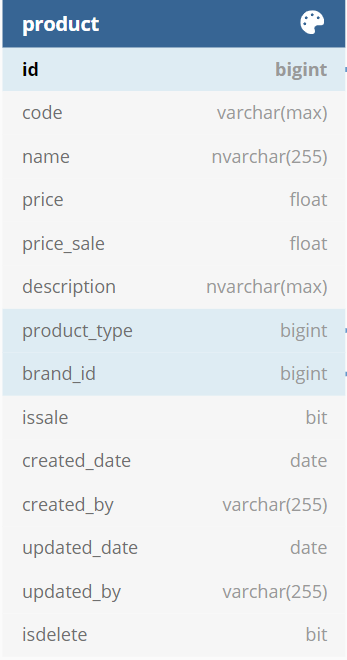 product
id bigint
code varchar(max)
name nvarchar(255)
price float
price_sale float
description nvarchar(max)
product_type bigint
brand_id bigint
issale bit
created_date date
created_by varchar(255)
updated_date date
updated_by varchar(255)
isdelete bit